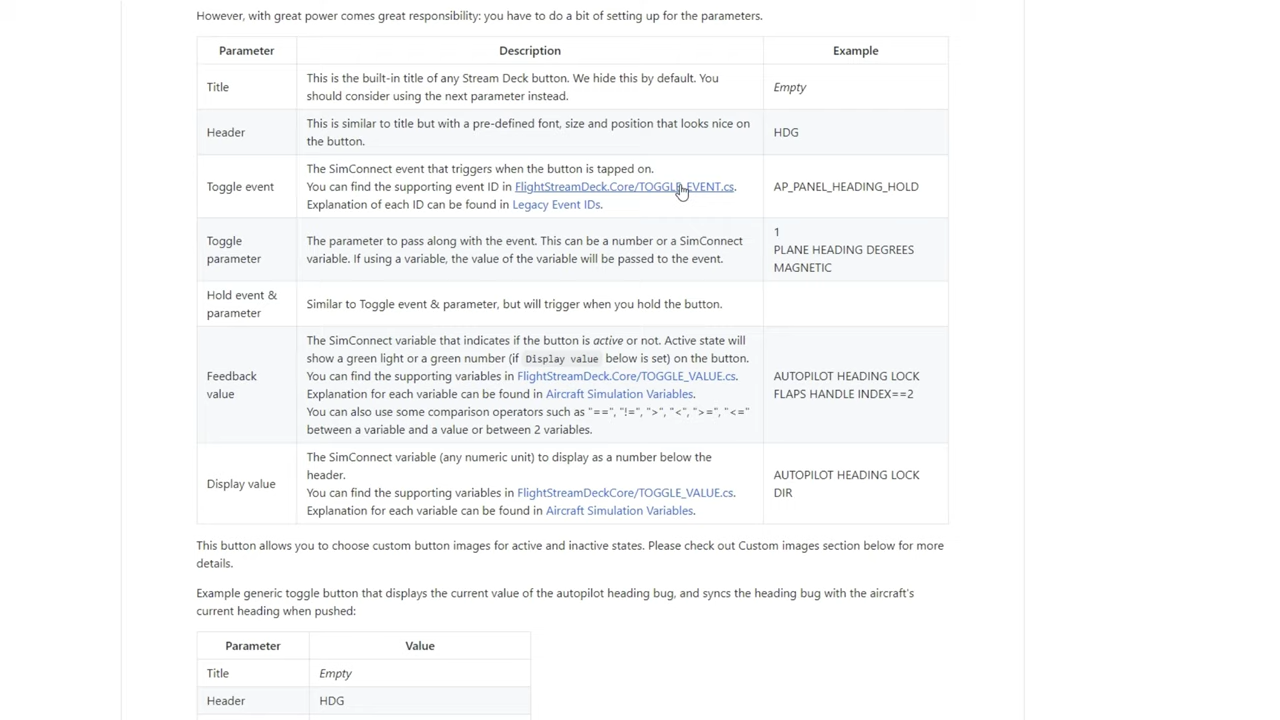 However, with great power comes great responsibility: you have to do a bit of setting up for the parameters.
Parameter
Description
Example
Title
This is the built-in title of any Stream Deck button. We hide this by default. You
should consider using the next parameter instead.
Empty
Header
This is similar to title but with a pre-defined font, size and position that looks nice on
the button.
HDG
Toggle event
The SimConnect event that triggers when the button is tapped on.
You can find the supporting event ID in FlightStreamDeck.Core/TOGGLE_EVENT.cs.
Explanation of each ID can be found in Legacy Event IDs.
AP_PANEL_HEADING_HOLD
Toggle
parameter
The parameter to pass along with the event. This can be a number or a SimConnect
variable. If using a variable, the value of the variable will be passed to the event.
1
PLANE HEADING DEGREES
MAGNETIC
Hold event &
parameter
Similar to Toggle event & parameter, but will trigger when you hold the button.
Feedback
value
The SimConnect variable that indicates if the button is active or not. Active state will
show a green light or a green number (if Display value below is set) on the button.
You can find the supporting variables in FlightStreamDeck.Core/TOGGLE_VALUE.cs.
Explanation for each variable can be found in Aircraft Simulation Variables.
You can also use some comparison operators such as "==", "!=", ">", "<", ">=", "<="
between a variable and a value or between 2 variables.
AUTOPILOT HEADING LOCK
FLAPS HANDLE INDEX==2
Display value
The SimConnect variable (any numeric unit) to display as a number below the
header.
You can find the supporting variables in FlightStreamDeckCore/TOGGLE_VALUE.cs.
Explanation for each variable can be found in Aircraft Simulation Variables.
AUTOPILOT HEADING LOCK
DIR
This button allows you to choose custom button images for active and inactive states. Please check out Custom images section below for more
details.
Example generic toggle button that displays the current value of the autopilot heading bug, and syncs the heading bug with the aircraft's
current heading when pushed:
Parameter
Value
Title
Empty
Header
HDG